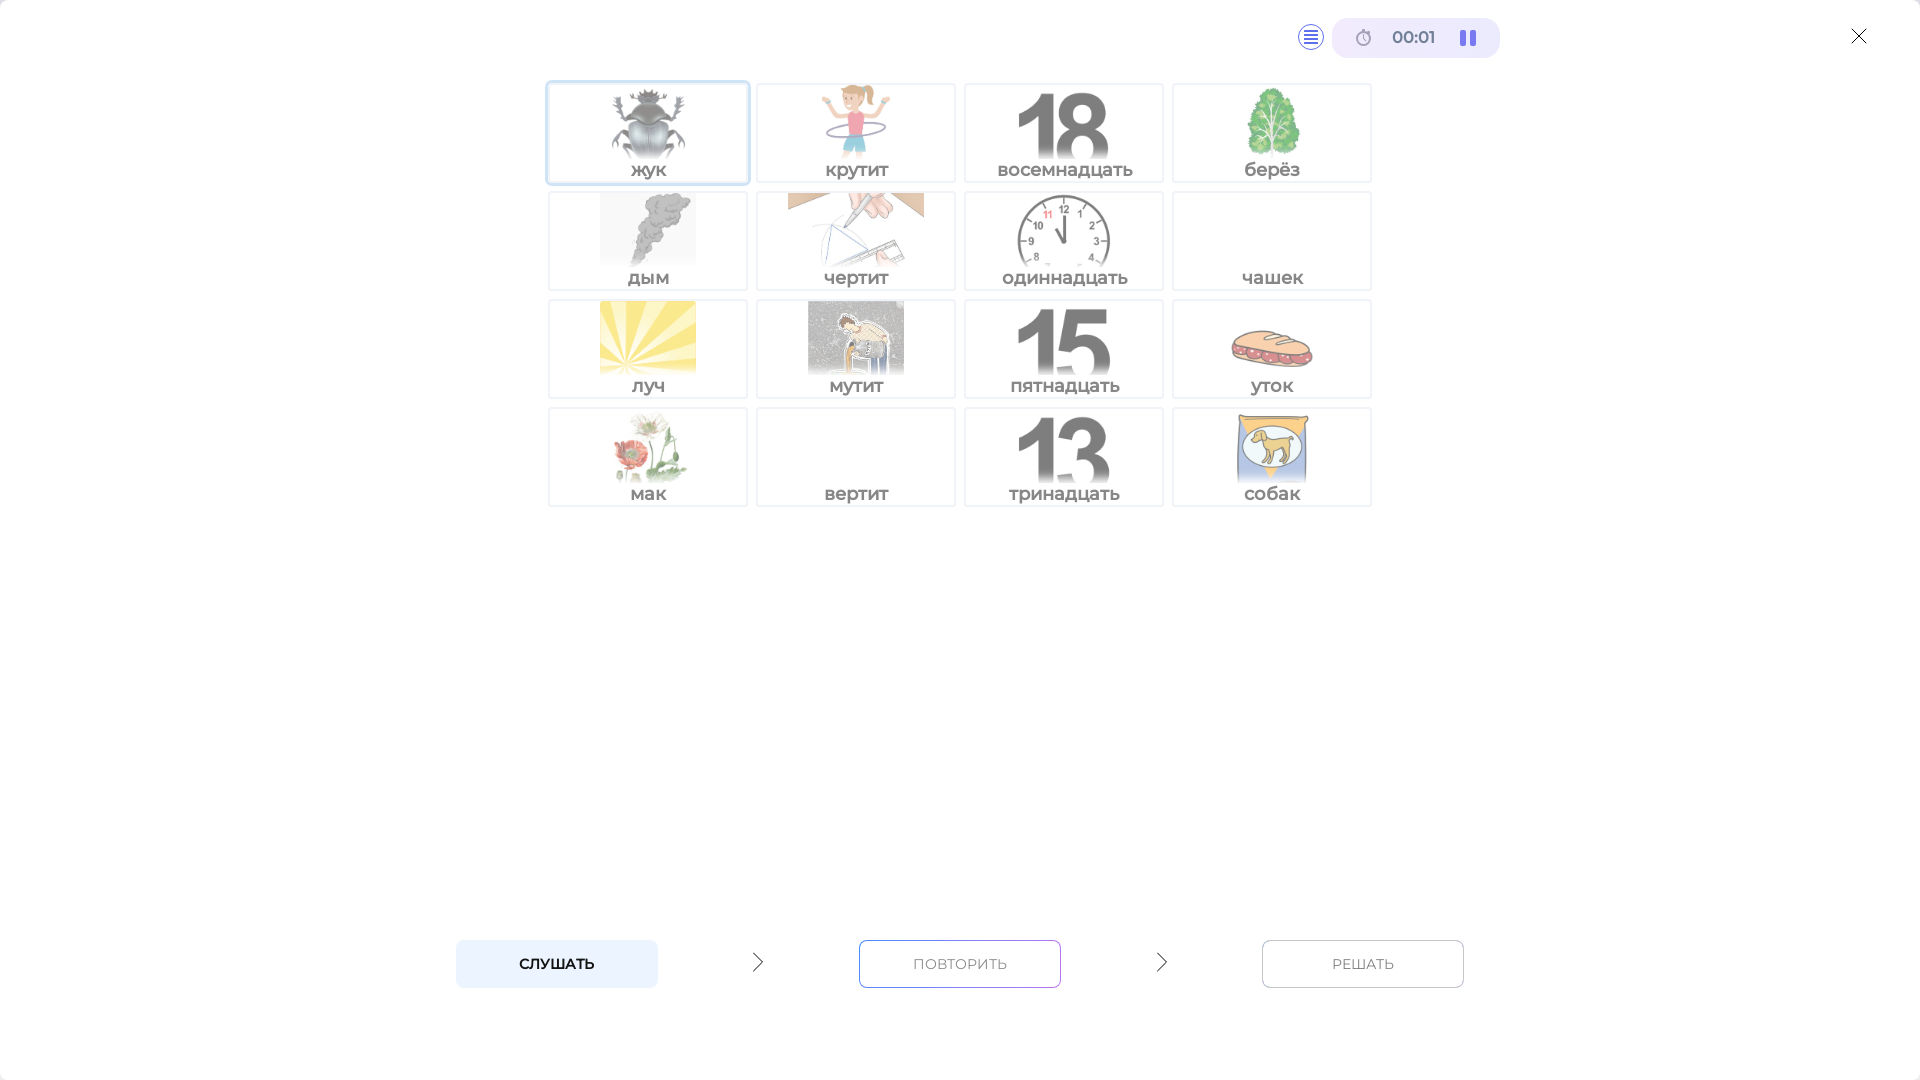 00:01
18
жук
крутит
восемнадцать
берёз
12
11
1
10
2
9
3
8
4
дым
чертит
одиннадцать
чашек
15
луч
мутит
пятнадцать
уток
13
мак
вертит
тринадцать
собак
СЛУШАТЬ
ПОВТОРИТЬ
РЕШАТЬ